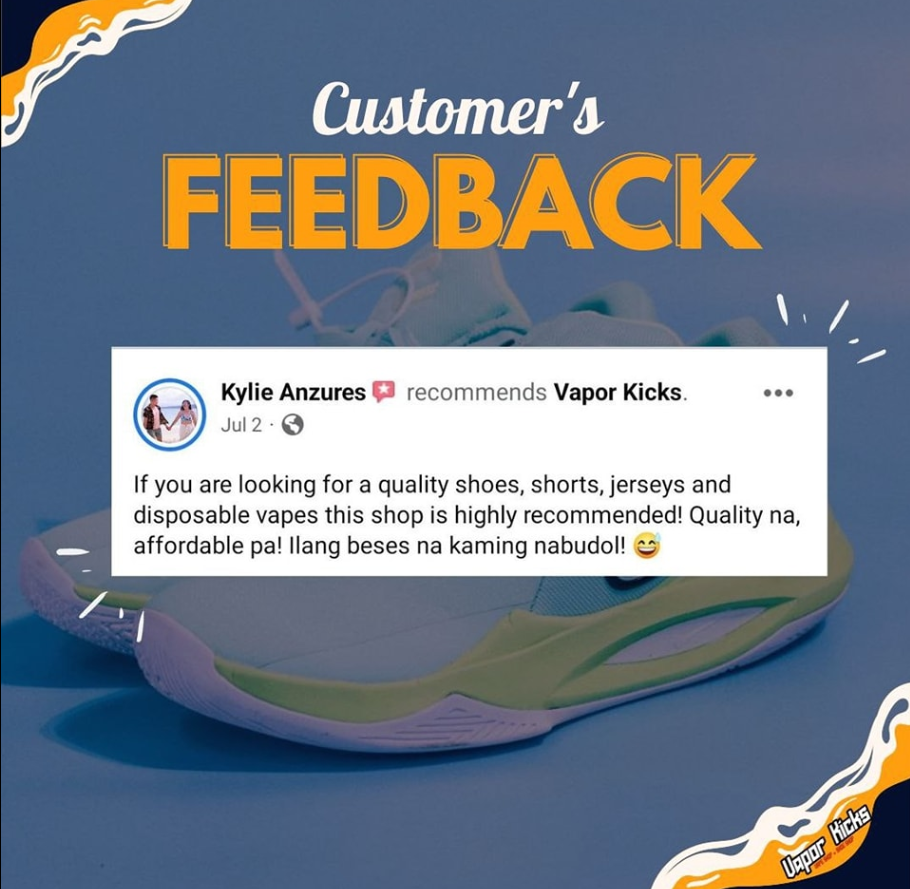 Customer's
FEEDBACK
Kylie Anzures recommends Vapor Kicks.
Jul 2 ·
If you are looking for a quality shoes, shorts, jerseys and
disposable vapes this shop is highly recommended! Quality na,
affordable pa! Ilang beses na kaming nabudol! 😅
Vapor Kicks